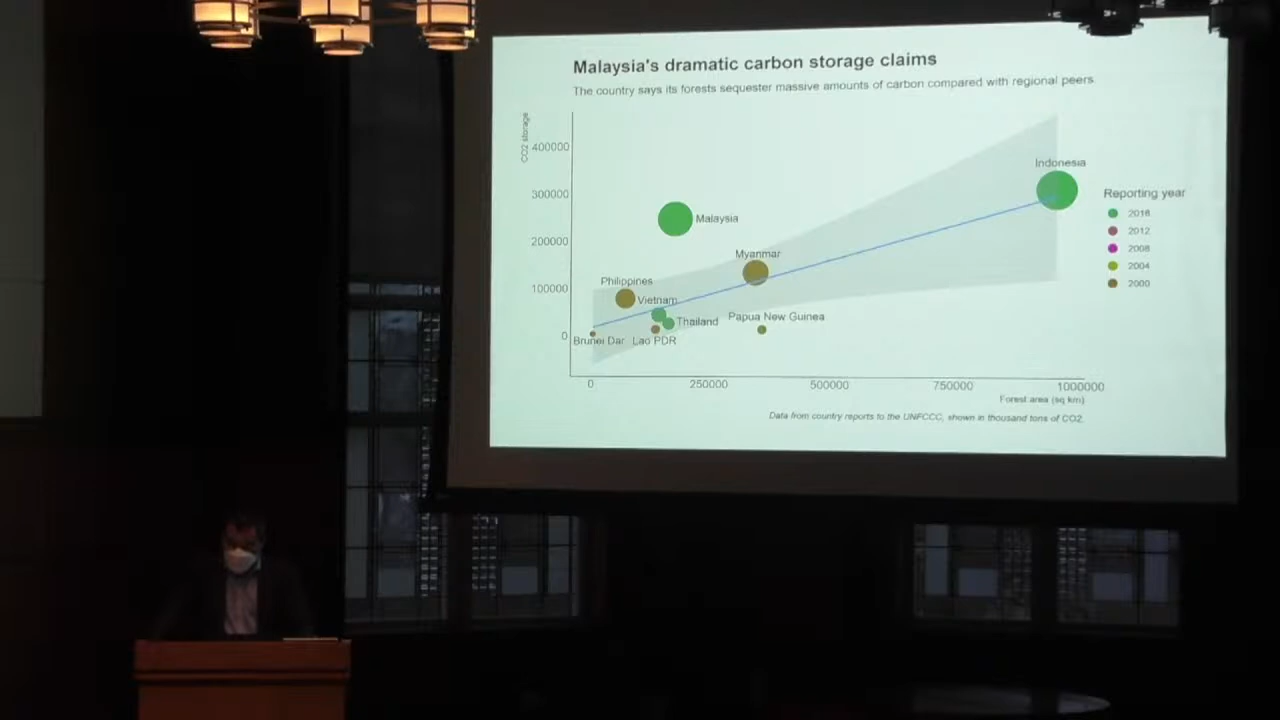 Malaysia's dramatic carbon storage claims
The country says its forests sequester massive amounts of carbon compared with regional peers
CO2 storage
400000
300000
200000
100000
0
Indonesia
Malaysia
Myanmar
Philippines
Vietnam
Thailand
Papua New Guinea
Brunei Dar
Lao PDR
0
250000
500000
750000
1000000
Forest area (sq km)
Reporting year
2016
2012
2008
2004
2000
Data from country reports to the UNFCCC, shown in thousand tons of CO2.